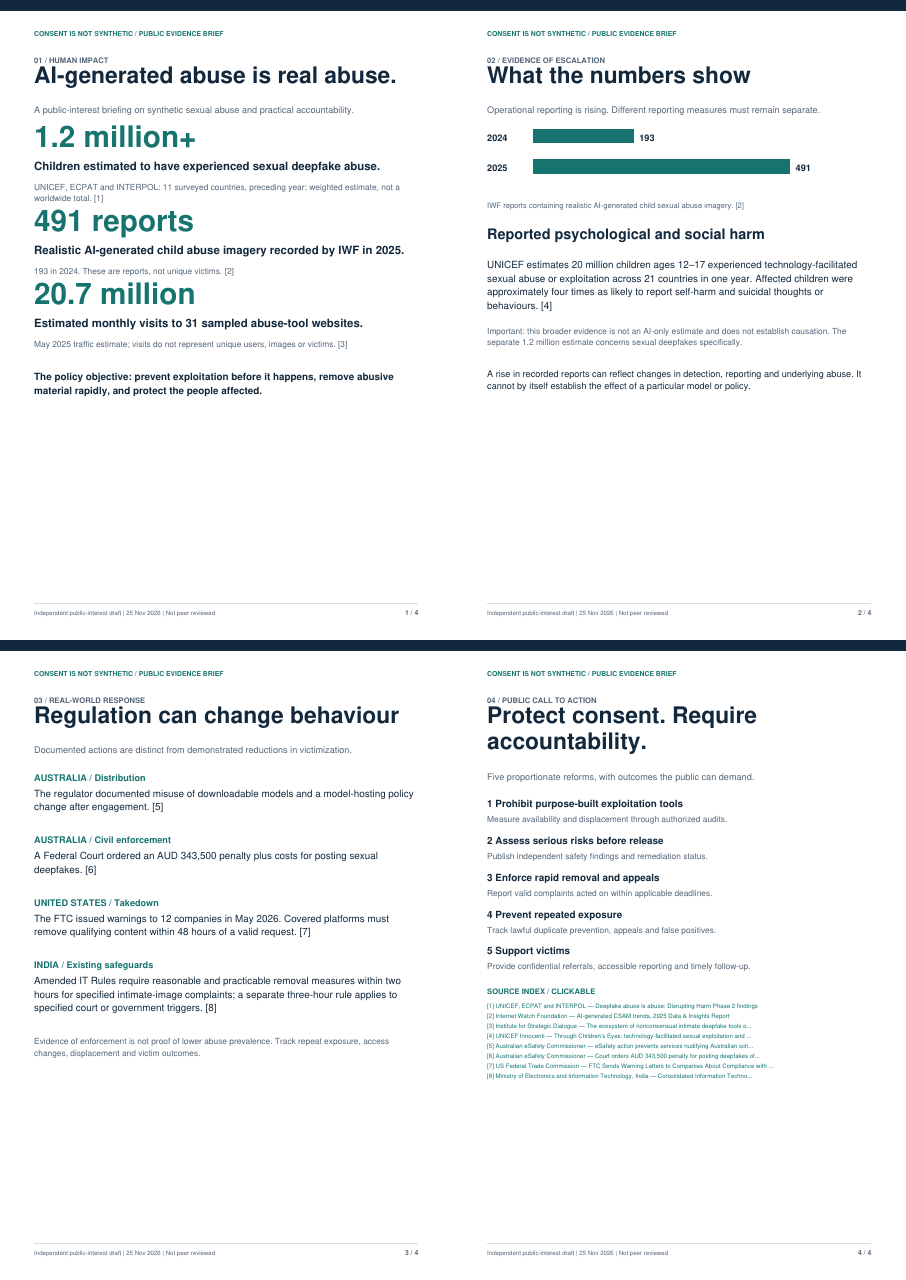 CONSENT IS NOT SYNTHETIC / PUBLIC EVIDENCE BRIEF
01 / HUMAN IMPACT
AI-generated abuse is real abuse.
A public-interest briefing on synthetic sexual abuse and practical accountability.
1.2 million+
Children estimated to have experienced sexual deepfake abuse.
UNICEF, ECPAT and INTERPOL: 11 surveyed countries, preceding year; weighted estimate, not a
worldwide total. [1]
491 reports
Realistic AI-generated child abuse imagery recorded by IWF in 2025.
193 in 2024. These are reports, not unique victims. [2]
20.7 million
Estimated monthly visits to 31 sampled abuse-tool websites.
May 2025 traffic estimate; visits do not represent unique users, images or victims. [3]
The policy objective: prevent exploitation before it happens, remove abusive
material rapidly, and protect the people affected.
Independent public-interest draft | 25 Nov 2026 | Not peer reviewed
1 / 4
CONSENT IS NOT SYNTHETIC / PUBLIC EVIDENCE BRIEF
02 / EVIDENCE OF ESCALATION
What the numbers show
Operational reporting is rising. Different reporting measures must remain separate.
2024 193
2025 491
IWF reports containing realistic AI-generated child sexual abuse imagery. [2]
Reported psychological and social harm
UNICEF estimates 20 million children ages 12–17 experienced technology-facilitated
sexual abuse or exploitation across 21 countries in one year. Affected children were
approximately four times as likely to report self-harm and suicidal thoughts or
behaviours. [4]
Important: this broader evidence is not an AI-only estimate and does not establish causation. The
separate 1.2 million estimate concerns sexual deepfakes specifically.
A rise in recorded reports can reflect changes in detection, reporting and underlying abuse. It
cannot by itself establish the effect of a particular model or policy.
Independent public-interest draft | 25 Nov 2026 | Not peer reviewed
2 / 4
CONSENT IS NOT SYNTHETIC / PUBLIC EVIDENCE BRIEF
03 / REAL-WORLD RESPONSE
Regulation can change behaviour
Documented actions are distinct from demonstrated reductions in victimization.
AUSTRALIA / Distribution
The regulator documented misuse of downloadable models and a model-hosting policy
change after engagement. [5]
AUSTRALIA / Civil enforcement
A Federal Court ordered an AUD 343,500 penalty plus costs for posting sexual
deepfakes. [6]
UNITED STATES / Takedown
The FTC issued warnings to 12 companies in May 2026. Covered platforms must
remove qualifying content within 48 hours of a valid request. [7]
INDIA / Existing safeguards
Amended IT Rules require reasonable and practicable removal measures within two
hours for specified intimate-image complaints; a separate three-hour rule applies to
specified court or government triggers. [8]
Evidence of enforcement is not proof of lower abuse prevalence. Track repeat exposure, access
changes, displacement and victim outcomes.
Independent public-interest draft | 25 Nov 2026 | Not peer reviewed
3 / 4
CONSENT IS NOT SYNTHETIC / PUBLIC EVIDENCE BRIEF
04 / PUBLIC CALL TO ACTION
Protect consent. Require
accountability.
Five proportionate reforms, with outcomes the public can demand.
1 Prohibit purpose-built exploitation tools
Measure availability and displacement through authorized audits.
2 Assess serious risks before release
Publish independent safety findings and remediation status.
3 Enforce rapid removal and appeals
Report valid complaints acted on within applicable deadlines.
4 Prevent repeated exposure
Track lawful duplicate prevention, appeals and false positives.
5 Support victims
Provide confidential referrals, accessible reporting and timely follow-up.
SOURCE INDEX / CLICKABLE
[1] UNICEF, ECPAT and INTERPOL — Deepfake abuse is abuse: Disrupting Harm Phase 2 findings
[2] Internet Watch Foundation — AI-generated CSAM trends, 2025 Data & Insights Report
[3] Institute for Strategic Dialogue — The ecosystem of nonconsensual intimate deepfake tools o...
[4] UNICEF Innocenti — Through Children's Eyes: technology-facilitated sexual exploitation and ...
[5] Australian eSafety Commissioner — eSafety action prevents services nudifying Australian sch...
[6] Australian eSafety Commissioner — Court orders AUD 343,500 penalty for posting deepfakes of...
[7] US Federal Trade Commission — FTC Sends Warning Letters to Companies About Compliance with ...
[8] Ministry of Electronics and Information Technology, India — Consolidated Information Techno...
Independent public-interest draft | 25 Nov 2026 | Not peer reviewed
4 / 4